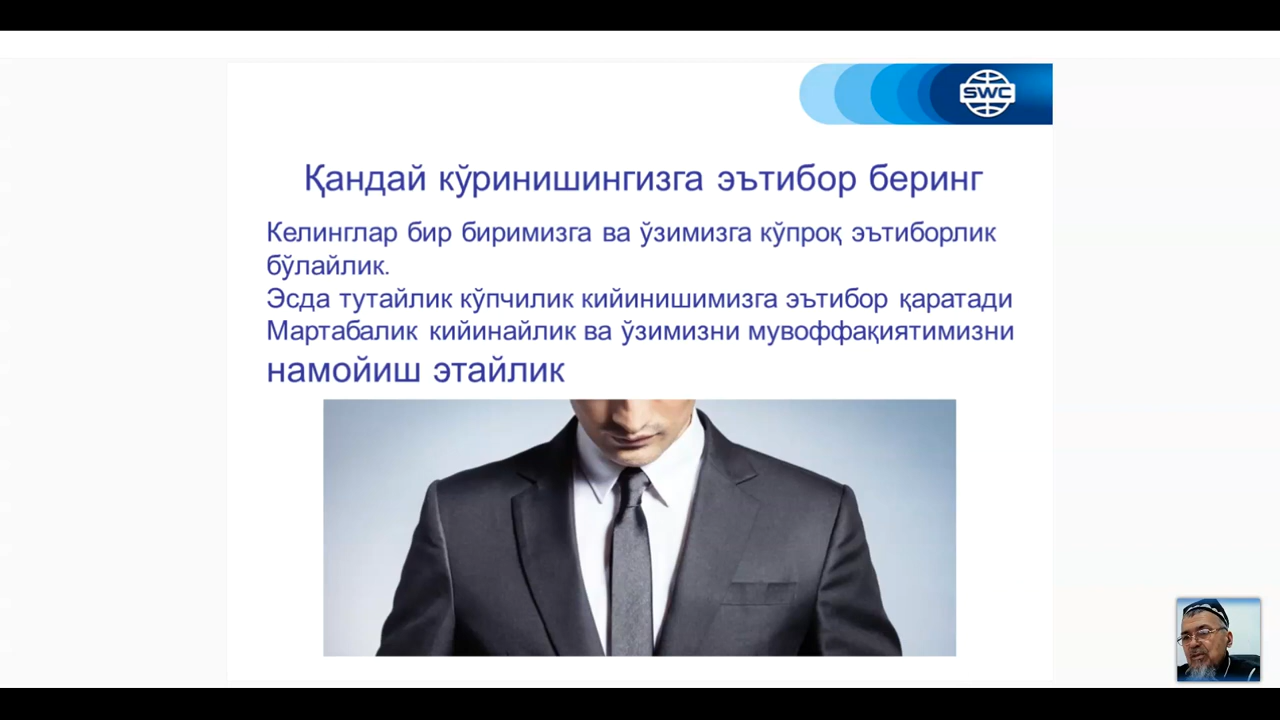 SWC
Қандай кўринишингизга эътибор беринг
Келинглар бир биримизга ва ўзимизга кўпроқ эътиборлик
бўлайлик.
Эсда тутайлик кўпчилик кийинишимизга эътибор қаратади
Мартабалик кийинайлик ва ўзимизни мувоффақиятимизни
намойиш этайлик